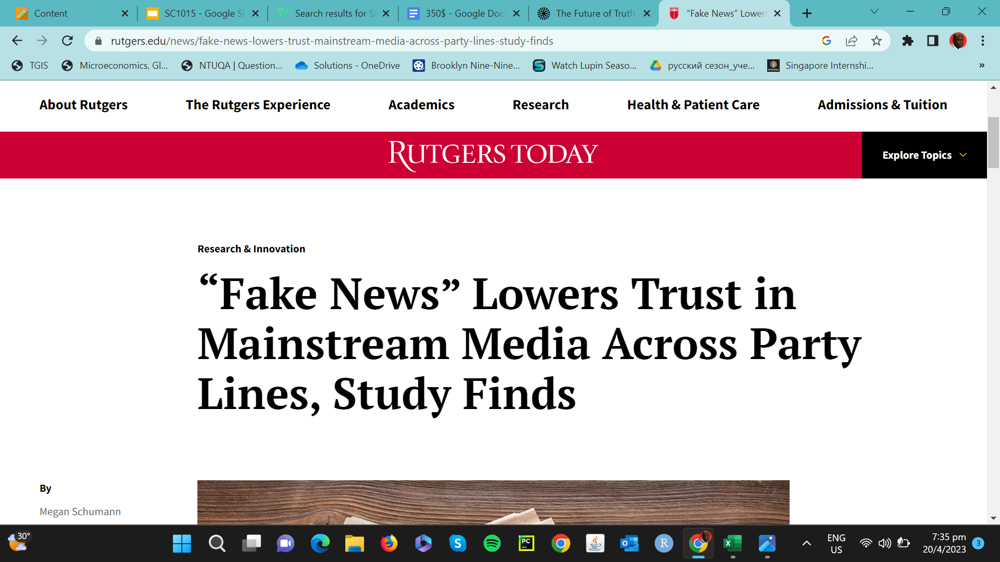 Content
SC1015 - Google Sl
Search results for Sl
350$ - Google Docs
The Future of Truth
“Fake News” Lowers
rutgers.edu/news/fake-news-lowers-trust-mainstream-media-across-party-lines-study-finds
TGIS
Microeconomics, Gl...
NTUQA | Question...
Solutions - OneDrive
Brooklyn Nine-Nine...
Watch Lupin Seaso...
русский сезон_уче...
Singapore Internshi...
»
About Rutgers
The Rutgers Experience
Academics
Research
Health & Patient Care
Admissions & Tuition
RUTGERS TODAY
Explore Topics
Research & Innovation
“Fake News” Lowers Trust in
Mainstream Media Across Party
Lines, Study Finds
By
Megan Schumann
30°
PC
R
ENG
US
7:35 pm
20/4/2023
3